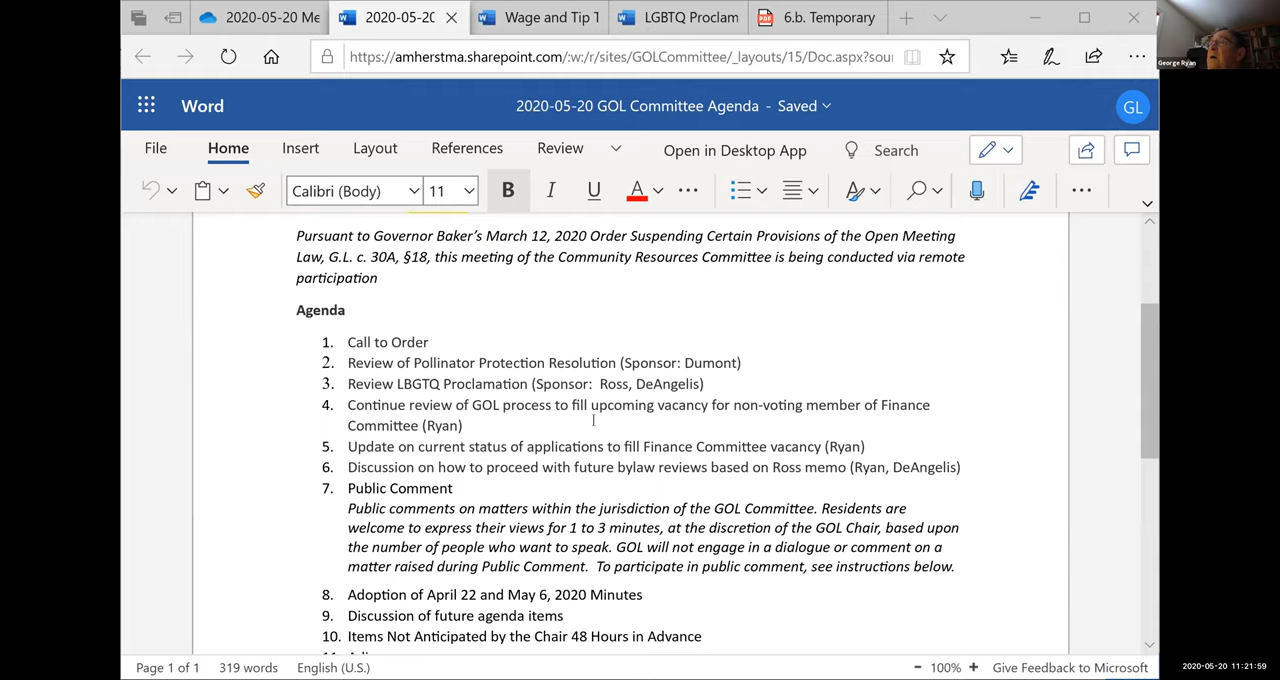 2020-05-20 Me
2020-05-20
Wage and Tip T
LGBTQ Proclam
6.b. Temporary
https://amherstma.sharepoint.com/:w:/r/sites/GOLCommittee/_layouts/15/Doc.aspx?sour
George Ryan
Word
2020-05-20 GOL Committee Agenda - Saved
GL
File Home Insert Layout References Review Open in Desktop App Search
Calibri (Body) 11 B I U A
Pursuant to Governor Baker's March 12, 2020 Order Suspending Certain Provisions of the Open Meeting
Law, G.L. c. 30A, §18, this meeting of the Community Resources Committee is being conducted via remote
participation
Agenda
1. Call to Order
2. Review of Pollinator Protection Resolution (Sponsor: Dumont)
3. Review LBGTQ Proclamation (Sponsor: Ross, DeAngelis)
4. Continue review of GOL process to fill upcoming vacancy for non-voting member of Finance
Committee (Ryan)
5. Update on current status of applications to fill Finance Committee vacancy (Ryan)
6. Discussion on how to proceed with future bylaw reviews based on Ross memo (Ryan, DeAngelis)
7. Public Comment
Public comments on matters within the jurisdiction of the GOL Committee. Residents are
welcome to express their views for 1 to 3 minutes, at the discretion of the GOL Chair, based upon
the number of people who want to speak. GOL will not engage in a dialogue or comment on a
matter raised during Public Comment. To participate in public comment, see instructions below.
8. Adoption of April 22 and May 6, 2020 Minutes
9. Discussion of future agenda items
10. Items Not Anticipated by the Chair 48 Hours in Advance
Page 1 of 1 319 words English (U.S.) - 100% + Give Feedback to Microsoft
2020-05-20 11:21:59